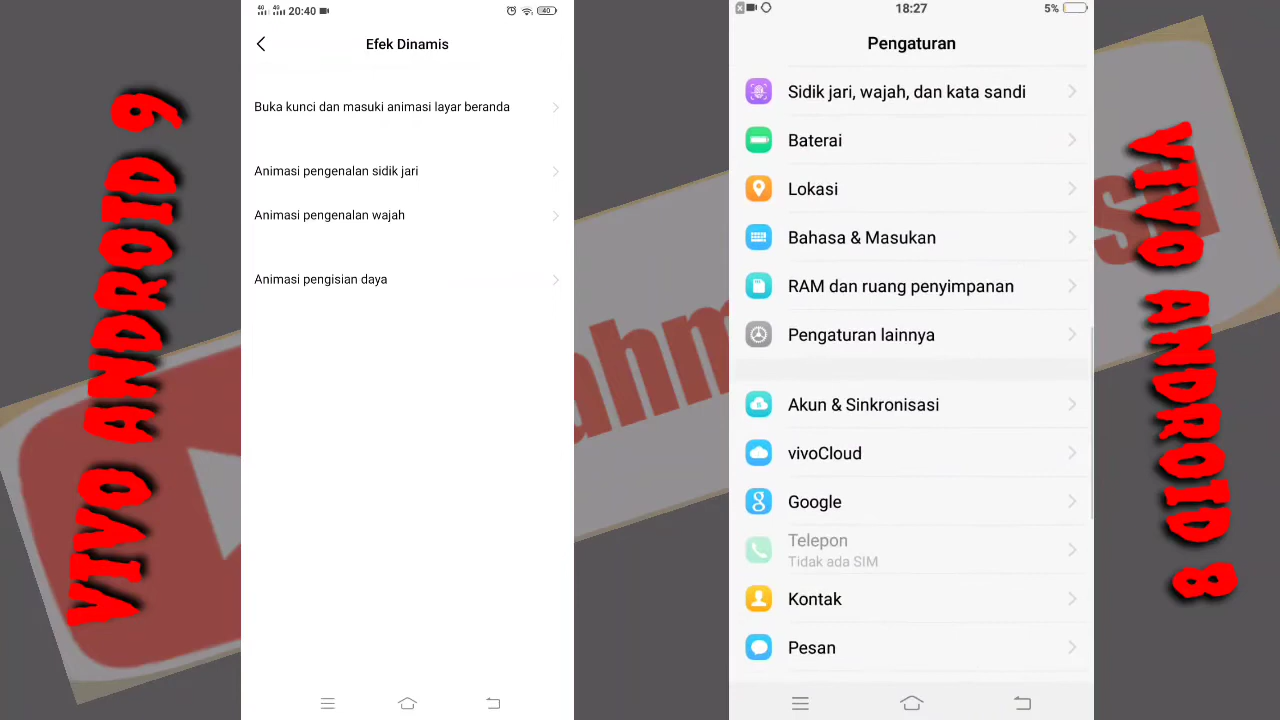 VIVO ANDROID 9
4G 4G 20:40
40
Efek Dinamis
Buka kunci dan masuki animasi layar beranda
Animasi pengenalan sidik jari
Animasi pengenalan wajah
Animasi pengisian daya
18:27
5%
Pengaturan
Sidik jari, wajah, dan kata sandi
Baterai
Lokasi
Bahasa & Masukan
RAM dan ruang penyimpanan
Pengaturan lainnya
Akun & Sinkronisasi
vivoCloud
Google
Telepon
Tidak ada SIM
Kontak
Pesan
VIVO ANDROID 8